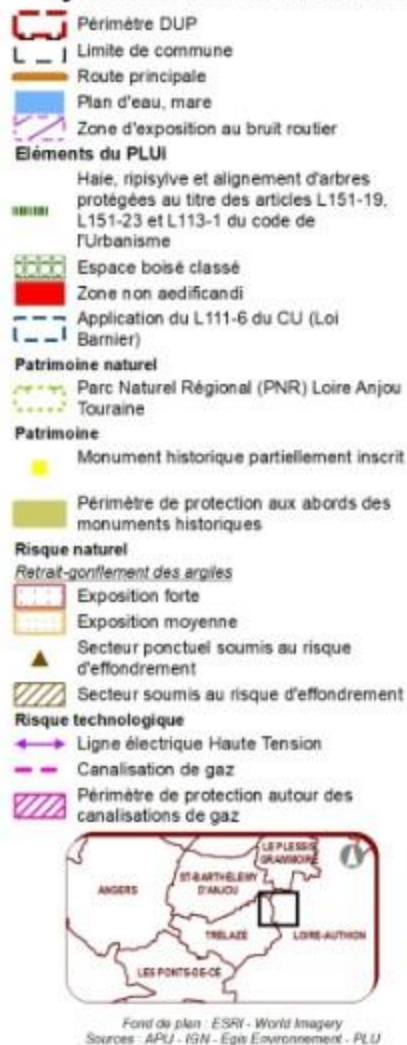 Périmètre DUP
Limite de commune
Route principale
Plan d'eau, mare
Zone d'exposition au bruit routier
Eléments du PLUi
Haie, ripisylve et alignement d'arbres
protégées au titre des articles L151-19,
L151-23 et L113-1 du code de
l'Urbanisme
Espace boisé classé
Zone non aedificandi
Application du L111-6 du CU (Loi
Barnier)
Patrimoine naturel
Parc Naturel Régional (PNR) Loire Anjou
Touraine
Patrimoine
Monument historique partiellement inscrit
Périmètre de protection aux abords des
monuments historiques
Risque naturel
Retrait-gonflement des argiles
Exposition forte
Exposition moyenne
Secteur ponctuel soumis au risque
d'effondrement
Secteur soumis au risque d'effondrement
Risque technologique
Ligne électrique Haute Tension
Canalisation de gaz
Périmètre de protection autour des
canalisations de gaz
LE PLESSIS
GRAMMOIRE
ST-BARTHÉLEMY
D'ANJOU
ANGERS
TRÉLAZÉ
LOIRE-AUTHION
LES PONTS-DE-CÉ
Fond de plan : ESRI - World Imagery
Sources : APIJ - IGN - Egis Environnement - PLU